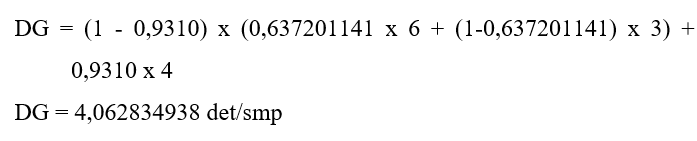 DG = (1 - 0,9310) x (0,637201141 x 6 + (1-0,637201141) x 3) +
0,9310 x 4
DG = 4,062834938 det/smp